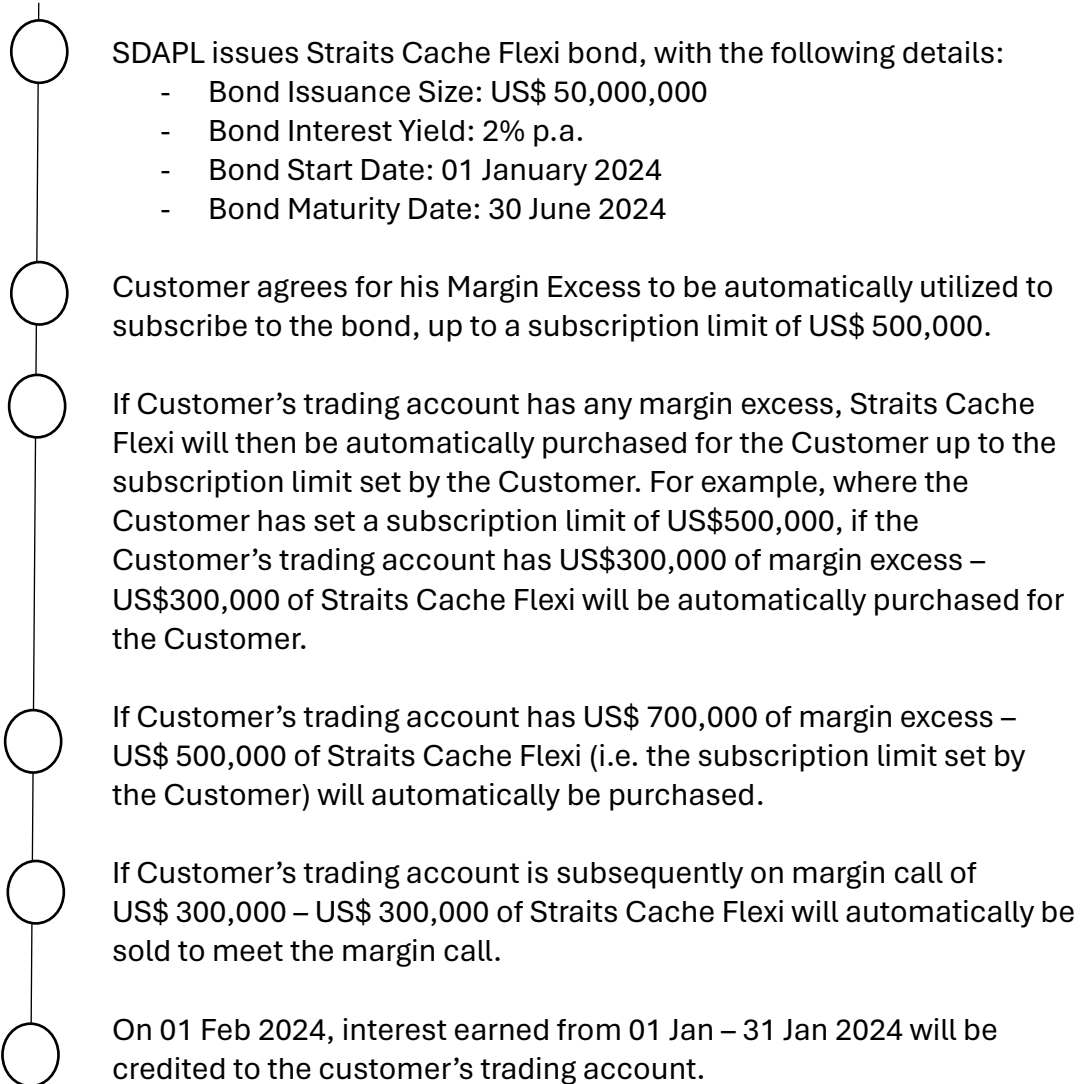 SDAPL issues Straits Cache Flexi bond, with the following details:
- Bond Issuance Size: US$ 50,000,000
- Bond Interest Yield: 2% p.a.
- Bond Start Date: 01 January 2024
- Bond Maturity Date: 30 June 2024
Customer agrees for his Margin Excess to be automatically utilized to
subscribe to the bond, up to a subscription limit of US$ 500,000.
If Customer’s trading account has any margin excess, Straits Cache
Flexi will then be automatically purchased for the Customer up to the
subscription limit set by the Customer. For example, where the
Customer has set a subscription limit of US$500,000, if the
Customer’s trading account has US$300,000 of margin excess –
US$300,000 of Straits Cache Flexi will be automatically purchased for
the Customer.
If Customer’s trading account has US$ 700,000 of margin excess –
US$ 500,000 of Straits Cache Flexi (i.e. the subscription limit set by
the Customer) will automatically be purchased.
If Customer’s trading account is subsequently on margin call of
US$ 300,000 – US$ 300,000 of Straits Cache Flexi will automatically be
sold to meet the margin call.
On 01 Feb 2024, interest earned from 01 Jan – 31 Jan 2024 will be
credited to the customer’s trading account.